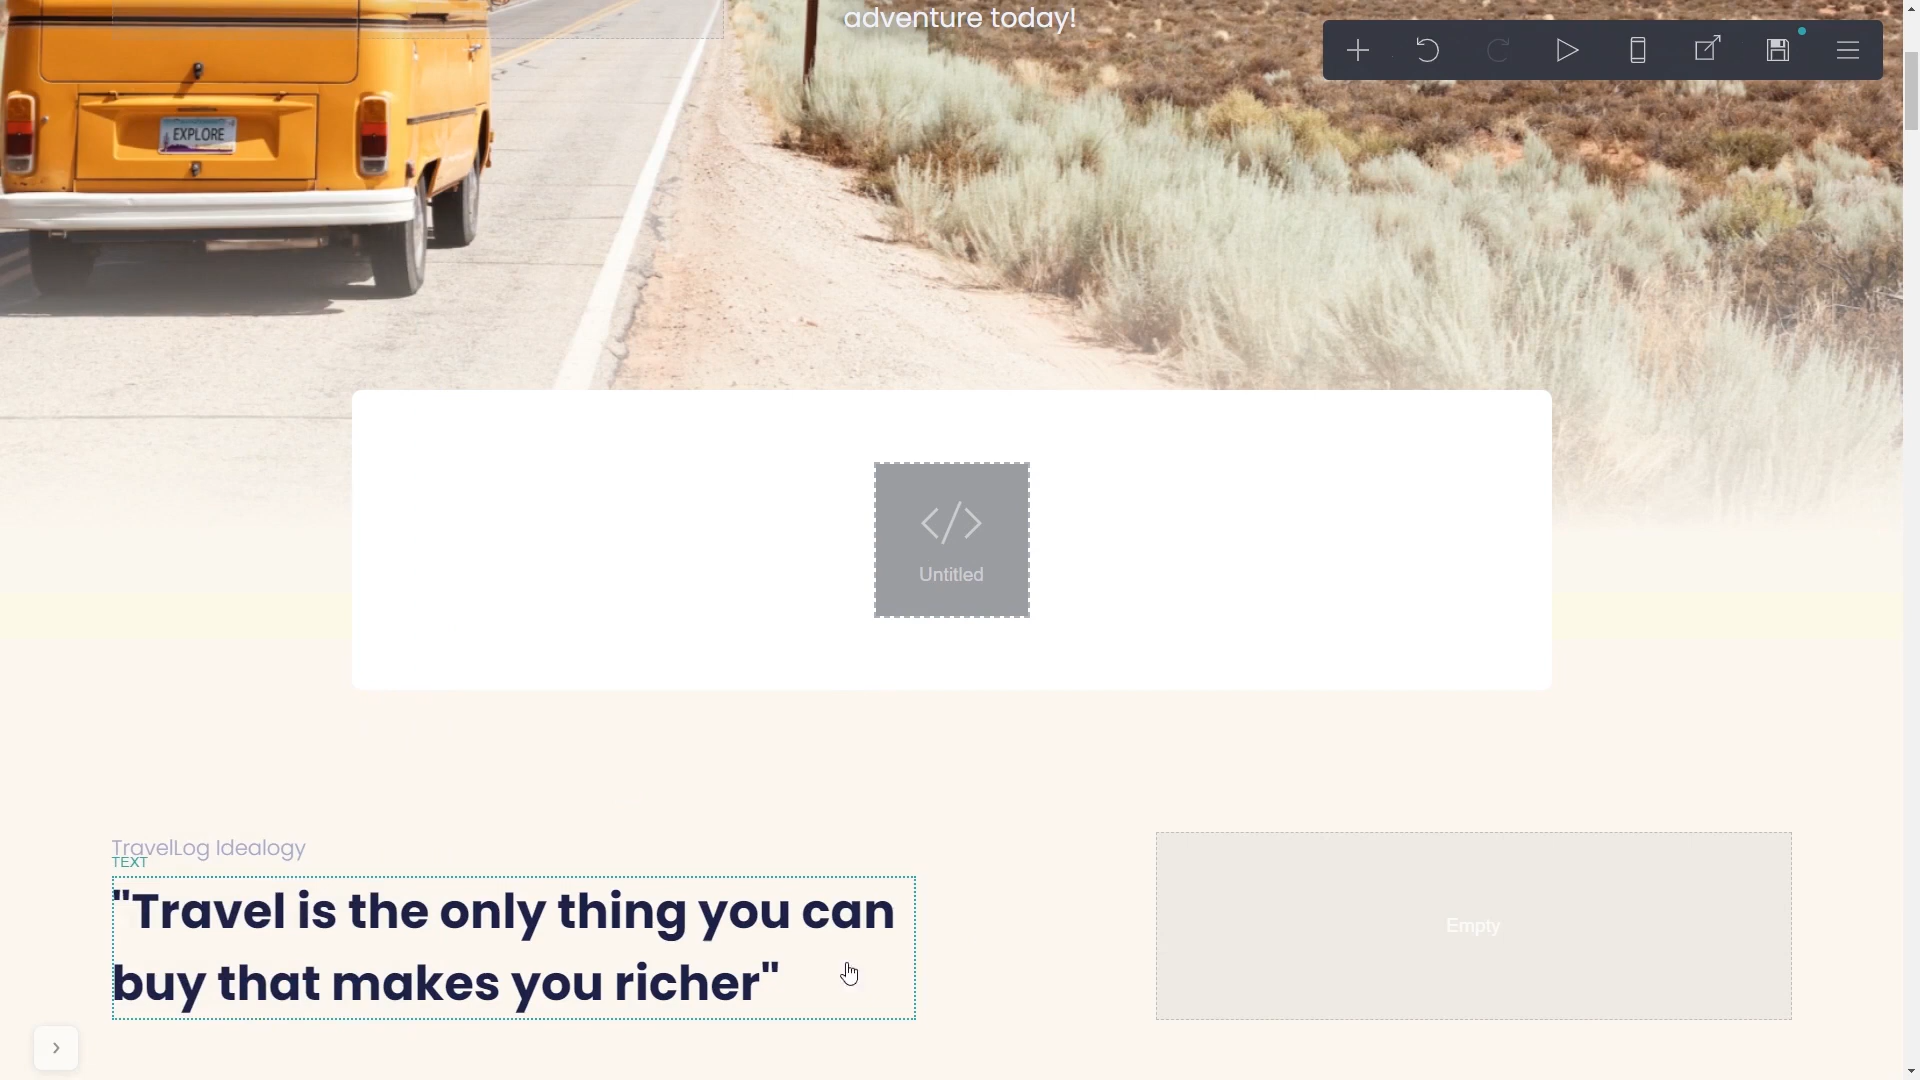 adventure today!
EXPLORE
</>
Untitled
TravelLog Idealogy
TEXT
"Travel is the only thing you can
buy that makes you richer"
Empty